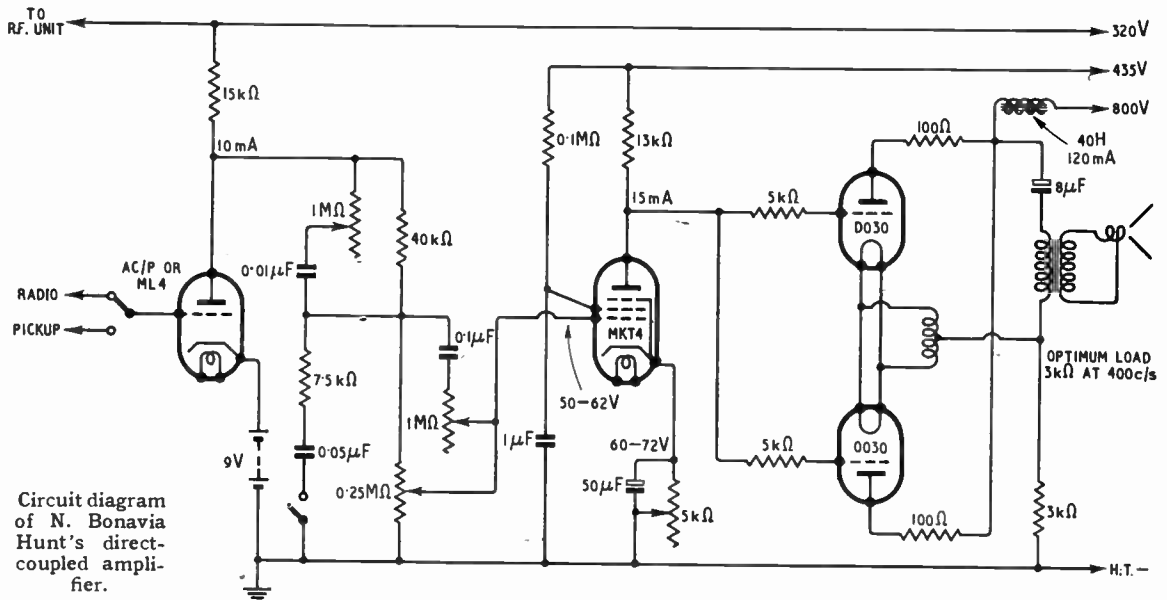 TO
R.F. UNIT
320V
435V
800V
15kΩ
10mA
1MΩ
40kΩ
0·01μF
AC/P OR
ML4
RADIO
PICKUP
9V
7.5kΩ
0·05μF
0·1μF
1MΩ
0.25MΩ
0·1MΩ
13kΩ
15mA
MKT4
50–62V
1μF
60–72V
50μF
5kΩ
5kΩ
5kΩ
100Ω
DO30
OO30
100Ω
40H
120mA
8μF
OPTIMUM LOAD
3kΩ AT 400c/s
3kΩ
H.T.–
Circuit diagram
of N. Bonavia
Hunt's direct-
coupled ampli-
fier.